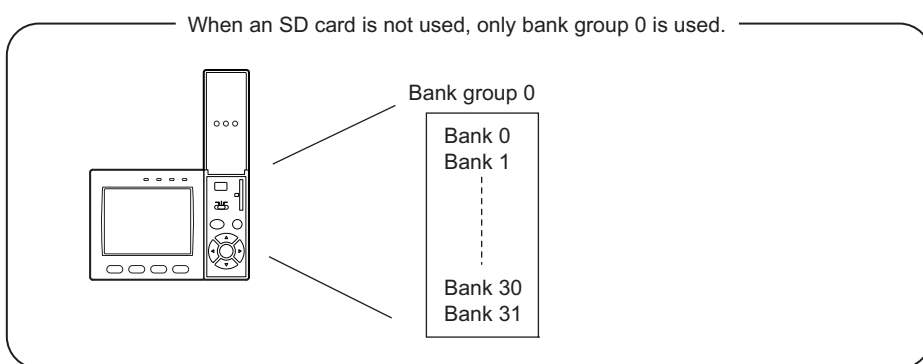 When an SD card is not used, only bank group 0 is used.
Bank group 0
Bank 0
Bank 1
Bank 30
Bank 31